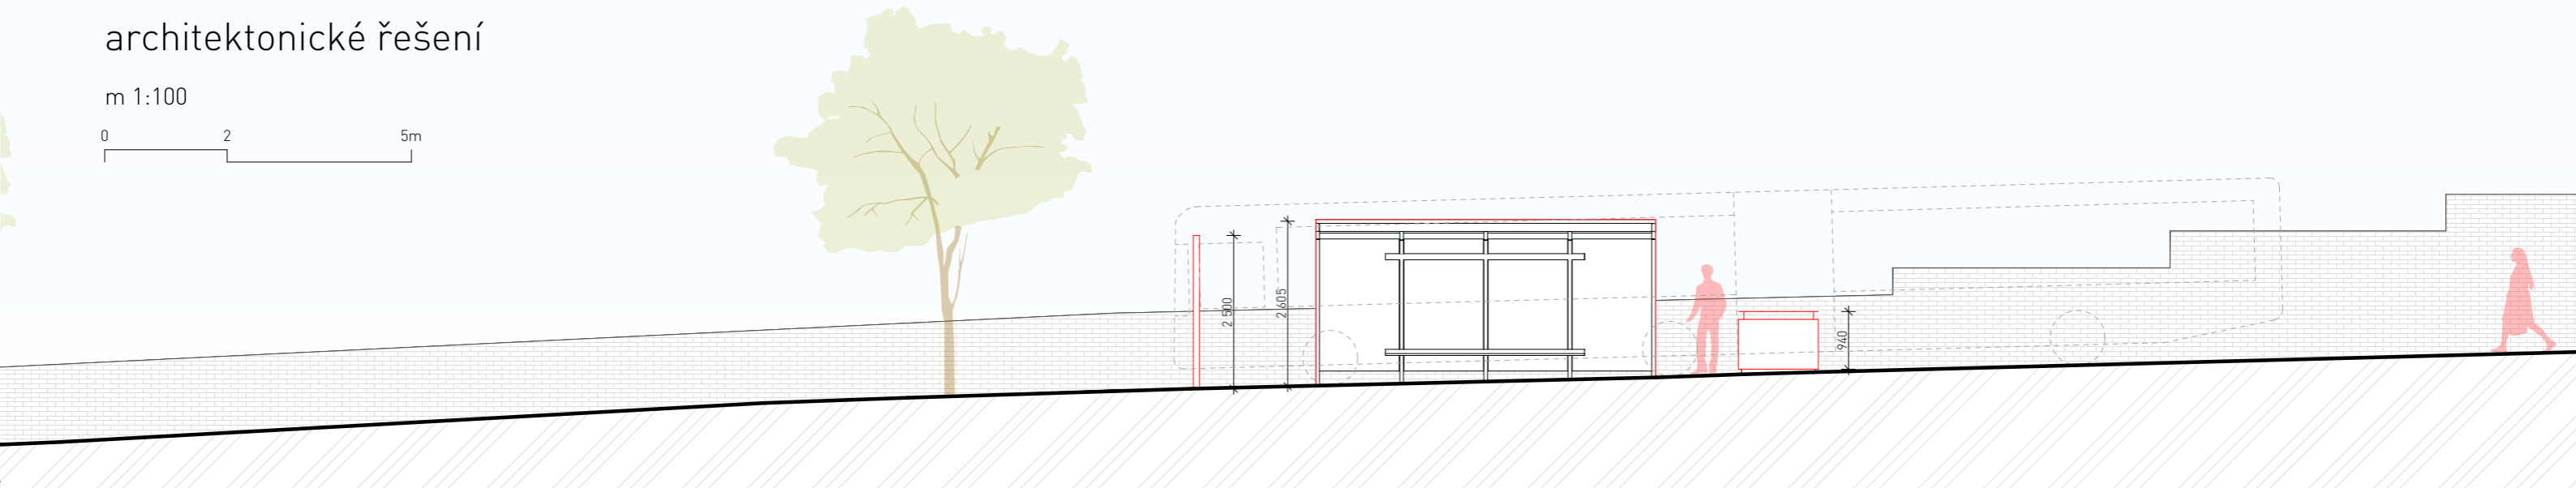 architektonické řešení
m 1:100
0 2 5m
2 500
2 605
940